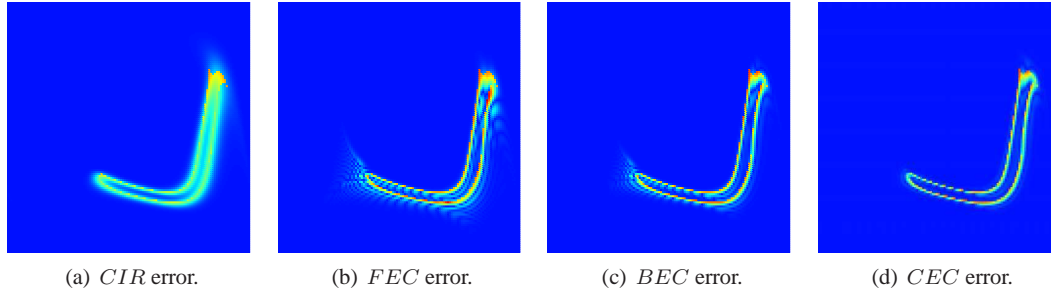 (a) CIR error.
(b) FEC error.
(c) BEC error.
(d) CEC error.